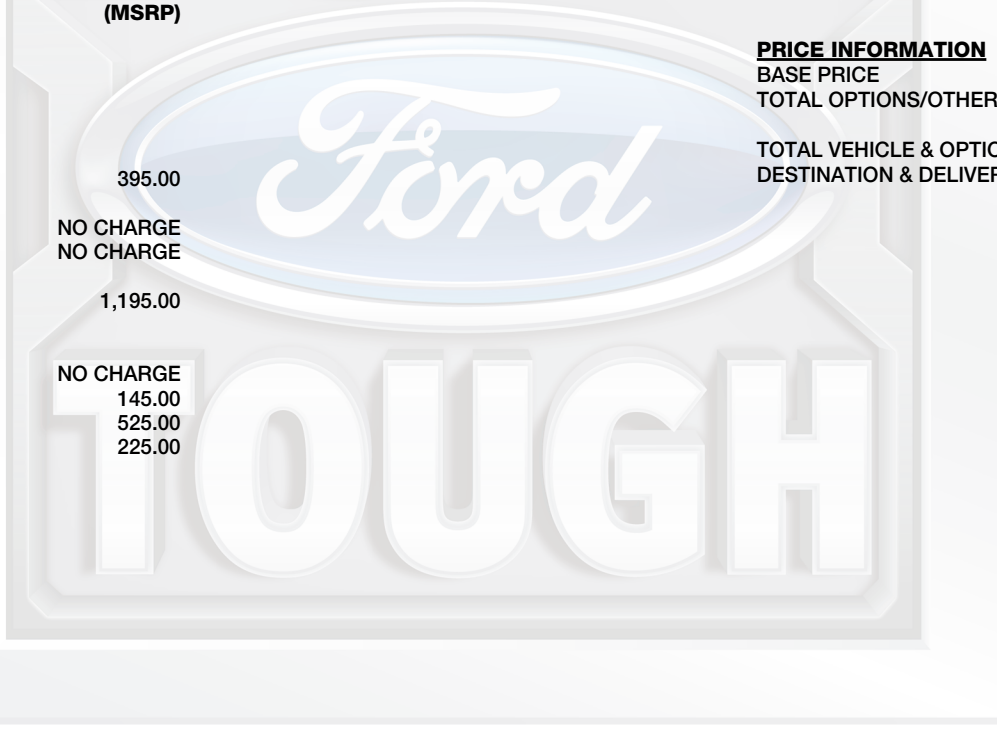 (MSRP)
395.00
NO CHARGE
NO CHARGE
1,195.00
NO CHARGE
145.00
525.00
225.00
PRICE INFORMATION
BASE PRICE
TOTAL OPTIONS/OTHER
TOTAL VEHICLE & OPTIO
DESTINATION & DELIVER
Ford
TOUGH